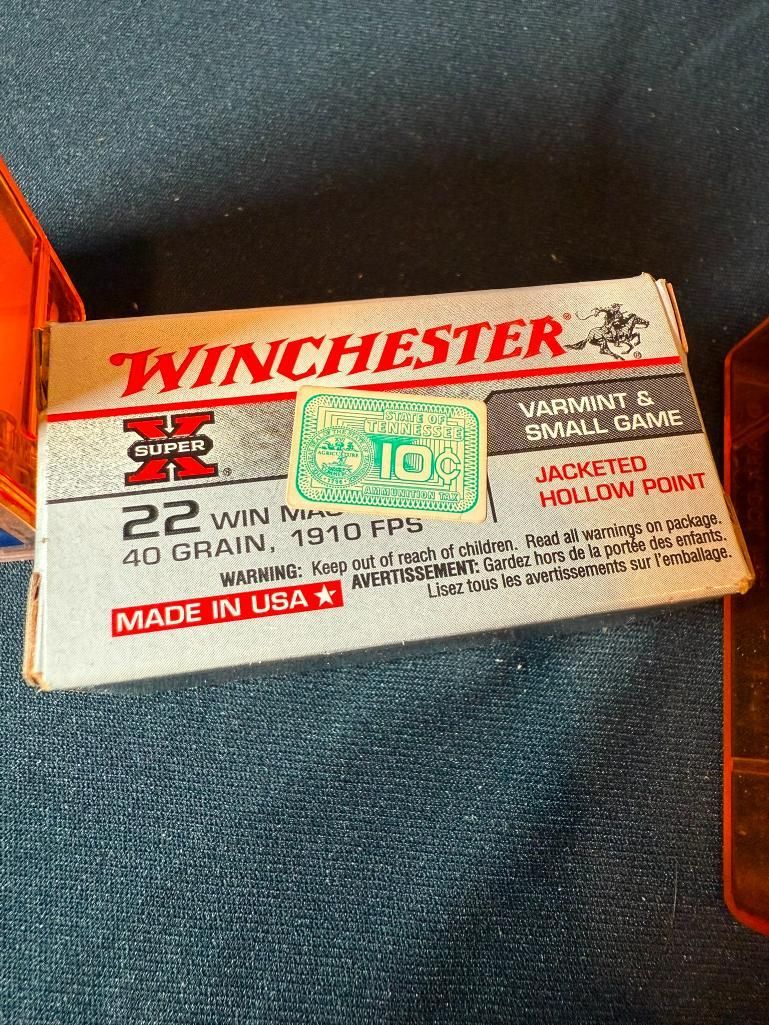 WINCHESTER®
SUPER X®
STATE OF
TENNESSEE
AGRICULTURE
10¢
AMMUNITION TAX
VARMINT &
SMALL GAME
JACKETED
HOLLOW POINT
22 WIN MAG
40 GRAIN, 1910 FPS
WARNING: Keep out of reach of children. Read all warnings on package.
AVERTISSEMENT: Gardez hors de la portée des enfants.
Lisez tous les avertissements sur l'emballage.
MADE IN USA